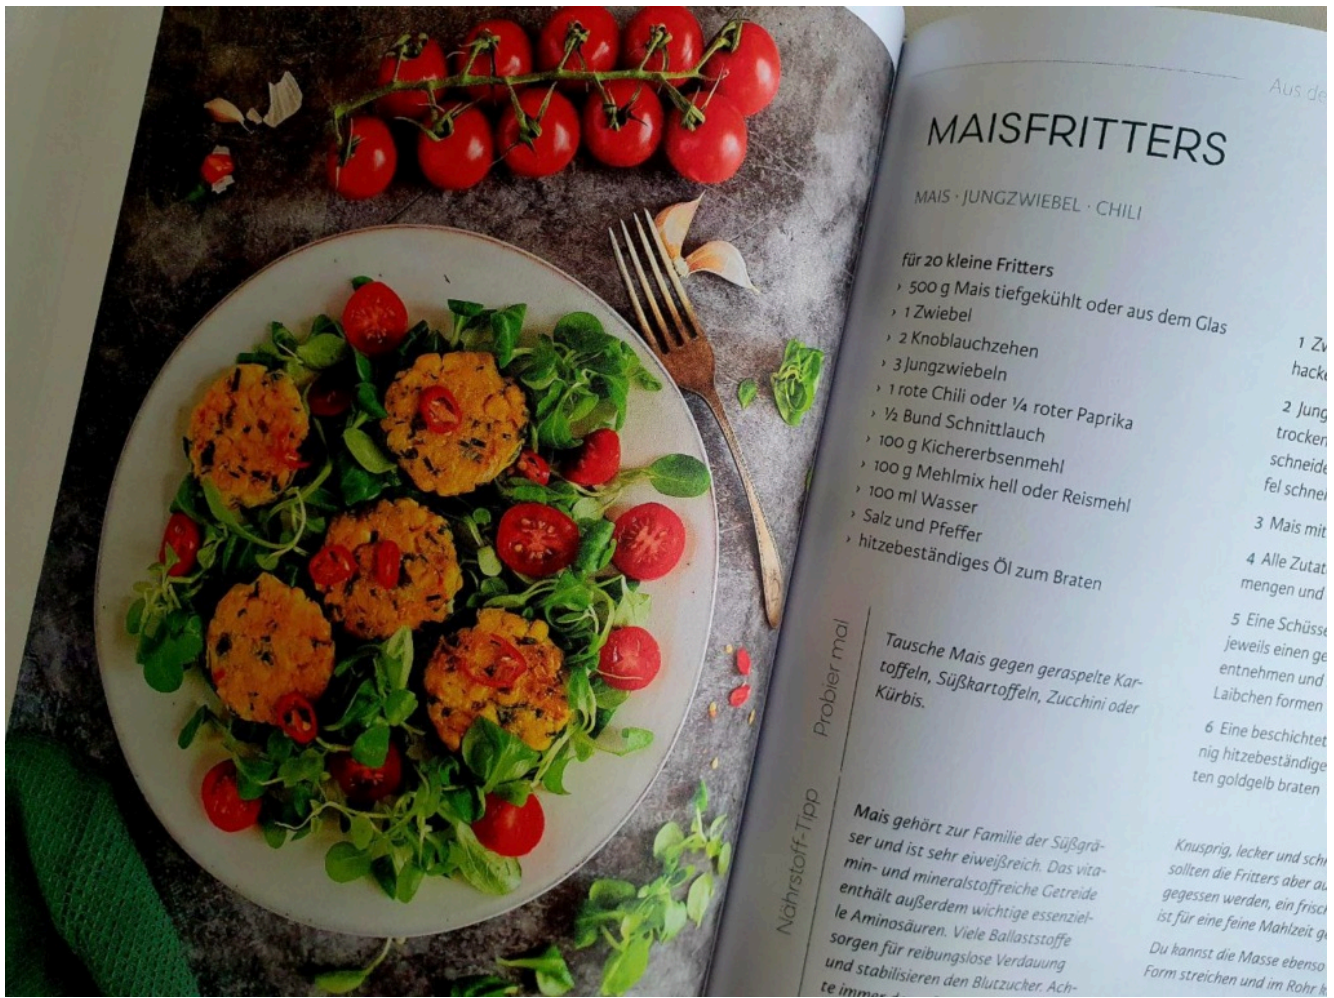 Aus de
MAISFRITTERS
MAIS · JUNGZWIEBEL · CHILI
für 20 kleine Fritters
› 500 g Mais tiefgekühlt oder aus dem Glas
› 1 Zwiebel
› 2 Knoblauchzehen
› 3 Jungzwiebeln
› 1 rote Chili oder ¼ roter Paprika
› ½ Bund Schnittlauch
› 100 g Kichererbsenmehl
› 100 g Mehlmix hell oder Reismehl
› 100 ml Wasser
› Salz und Pfeffer
› hitzebeständiges Öl zum Braten
Probier mal
Tausche Mais gegen geraspelte Kar-
toffeln, Süßkartoffeln, Zucchini oder
Kürbis.
Nährstoff-Tipp
Mais gehört zur Familie der Süßgrä-
ser und ist sehr eiweißreich. Das vita-
min- und mineralstoffreiche Getreide
enthält außerdem wichtige essenziel-
le Aminosäuren. Viele Ballaststoffe
sorgen für reibungslose Verdauung
und stabilisieren den Blutzucker. Ach-
te immer
1 Zw
hacke
2 Jung
trocken
schneide
fel schnei
3 Mais mit
4 Alle Zutat
mengen und
5 Eine Schüsse
jeweils einen ge
entnehmen und
Laibchen formen
6 Eine beschichtet
nig hitzebeständige
ten goldgelb braten
Knusprig, lecker und schn
sollten die Fritters aber au
gegessen werden, ein frisch
ist für eine feine Mahlzeit g
Du kannst die Masse ebenso
Form streichen und im Rohr